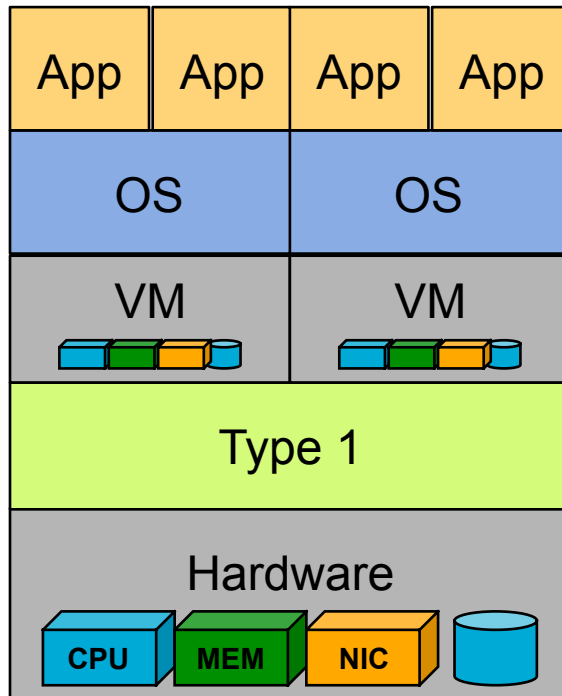 App App App App
OS OS
VM VM
Type 1
Hardware
CPU MEM NIC